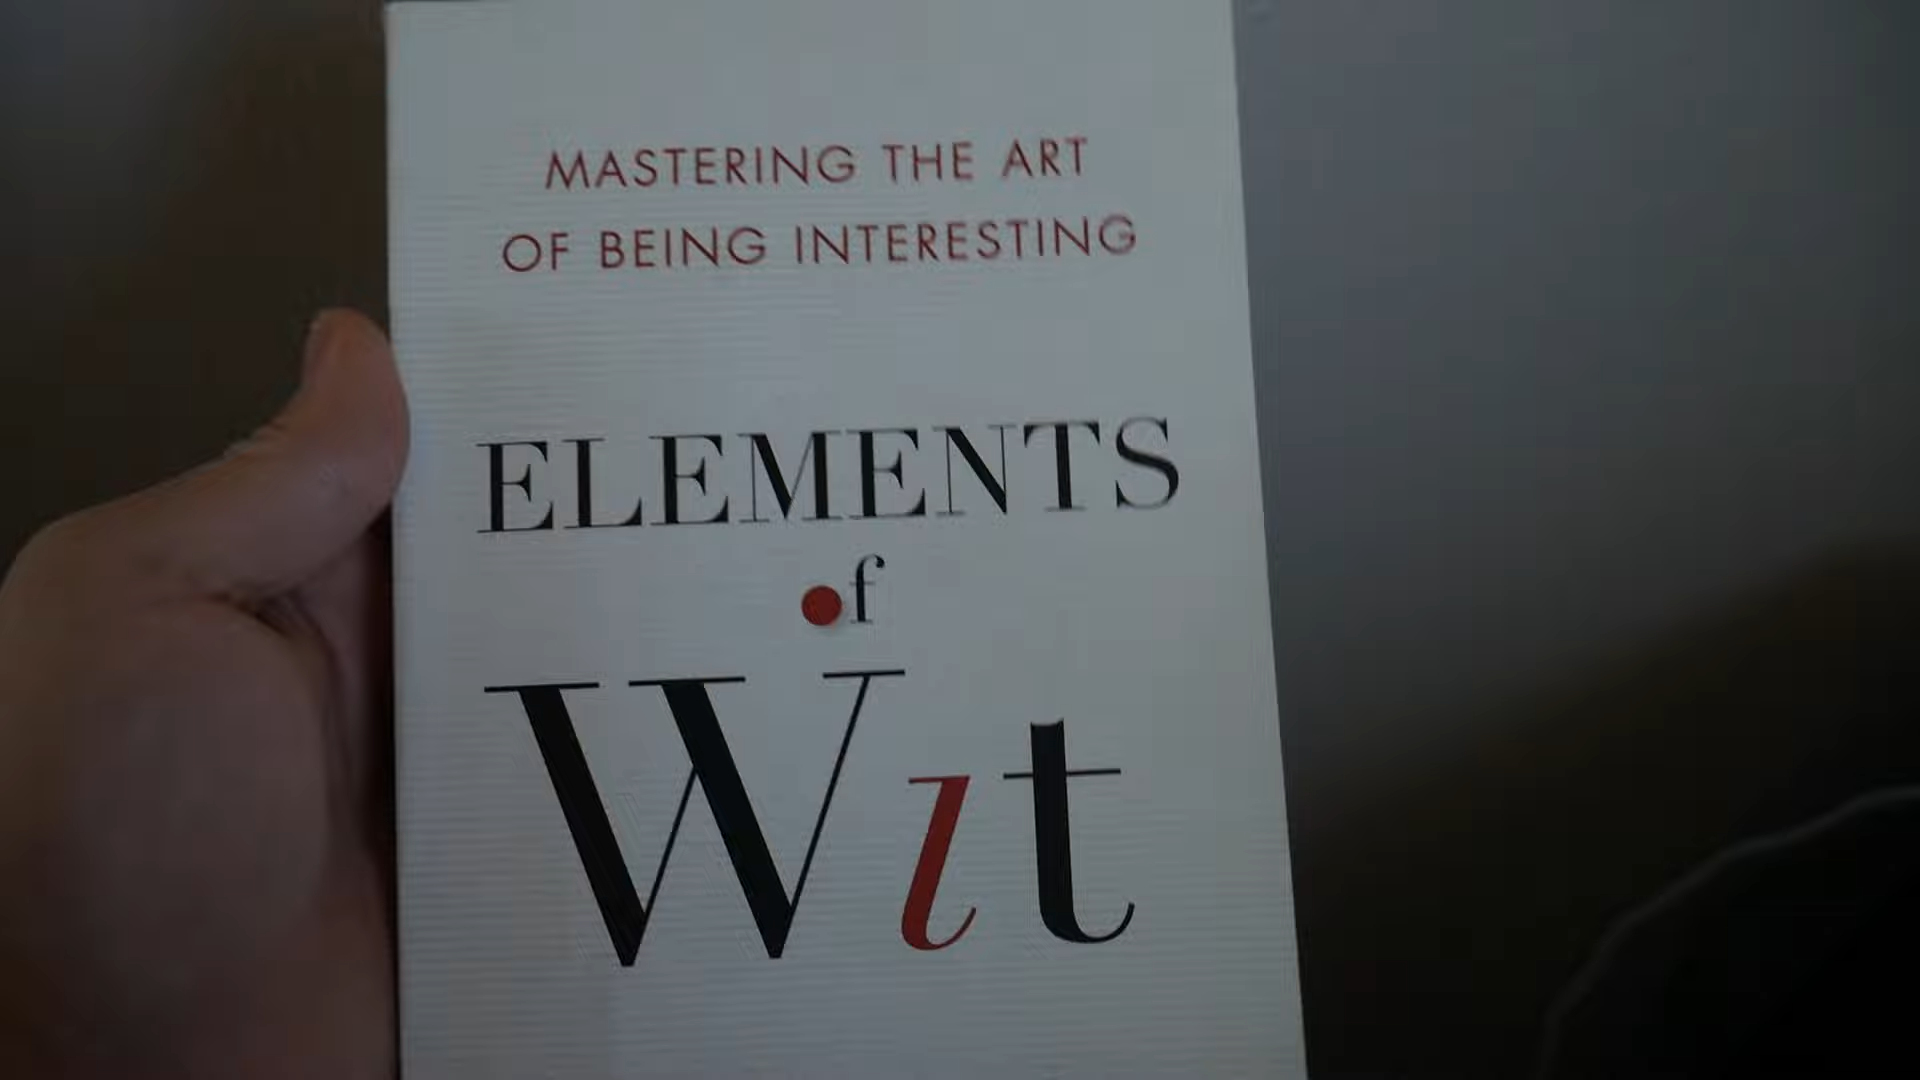 MASTERING THE ART
OF BEING INTERESTING
ELEMENTS
of
Wit